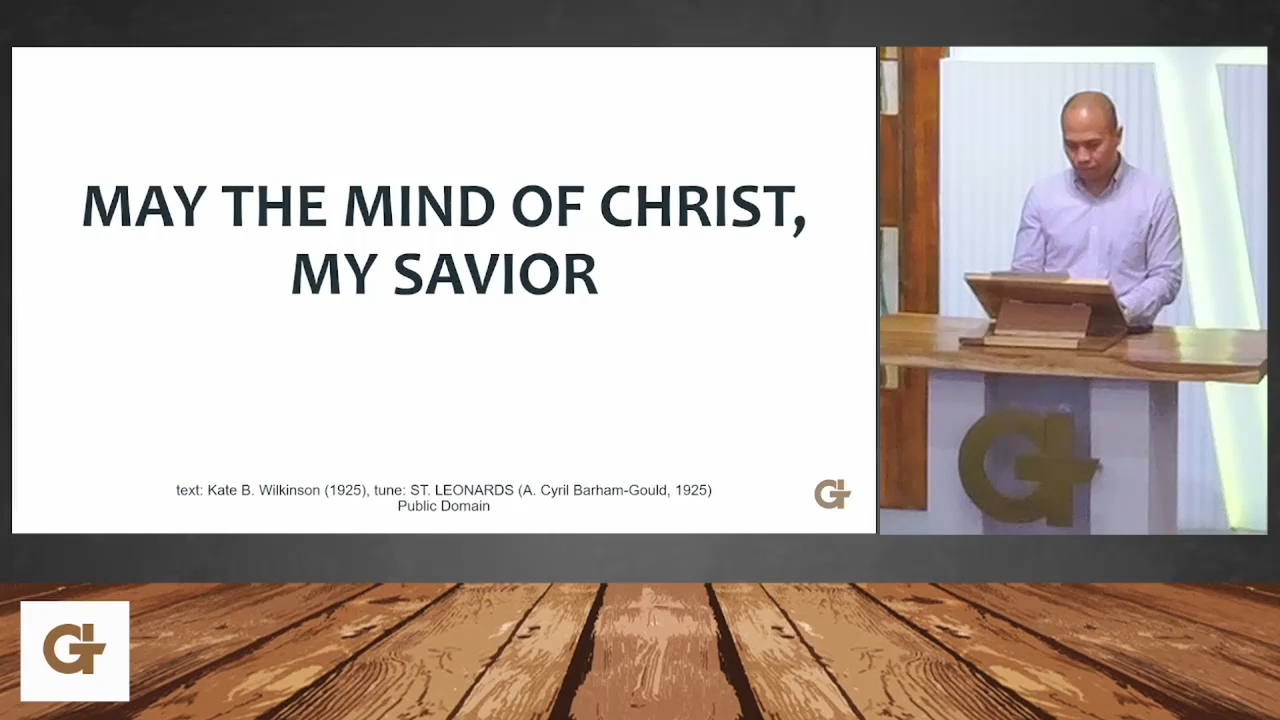 MAY THE MIND OF CHRIST,
MY SAVIOR
text: Kate B. Wilkinson (1925), tune: ST. LEONARDS (A. Cyril Barham-Gould, 1925)
Public Domain